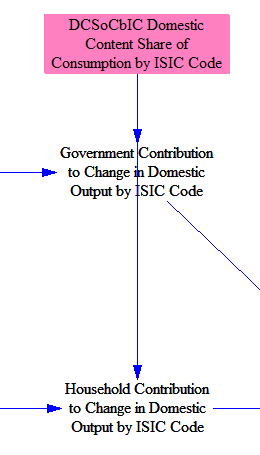 DCSoCbIC Domestic
Content Share of
Consumption by ISIC Code
Government Contribution
to Change in Domestic
Output by ISIC Code
Household Contribution
to Change in Domestic
Output by ISIC Code